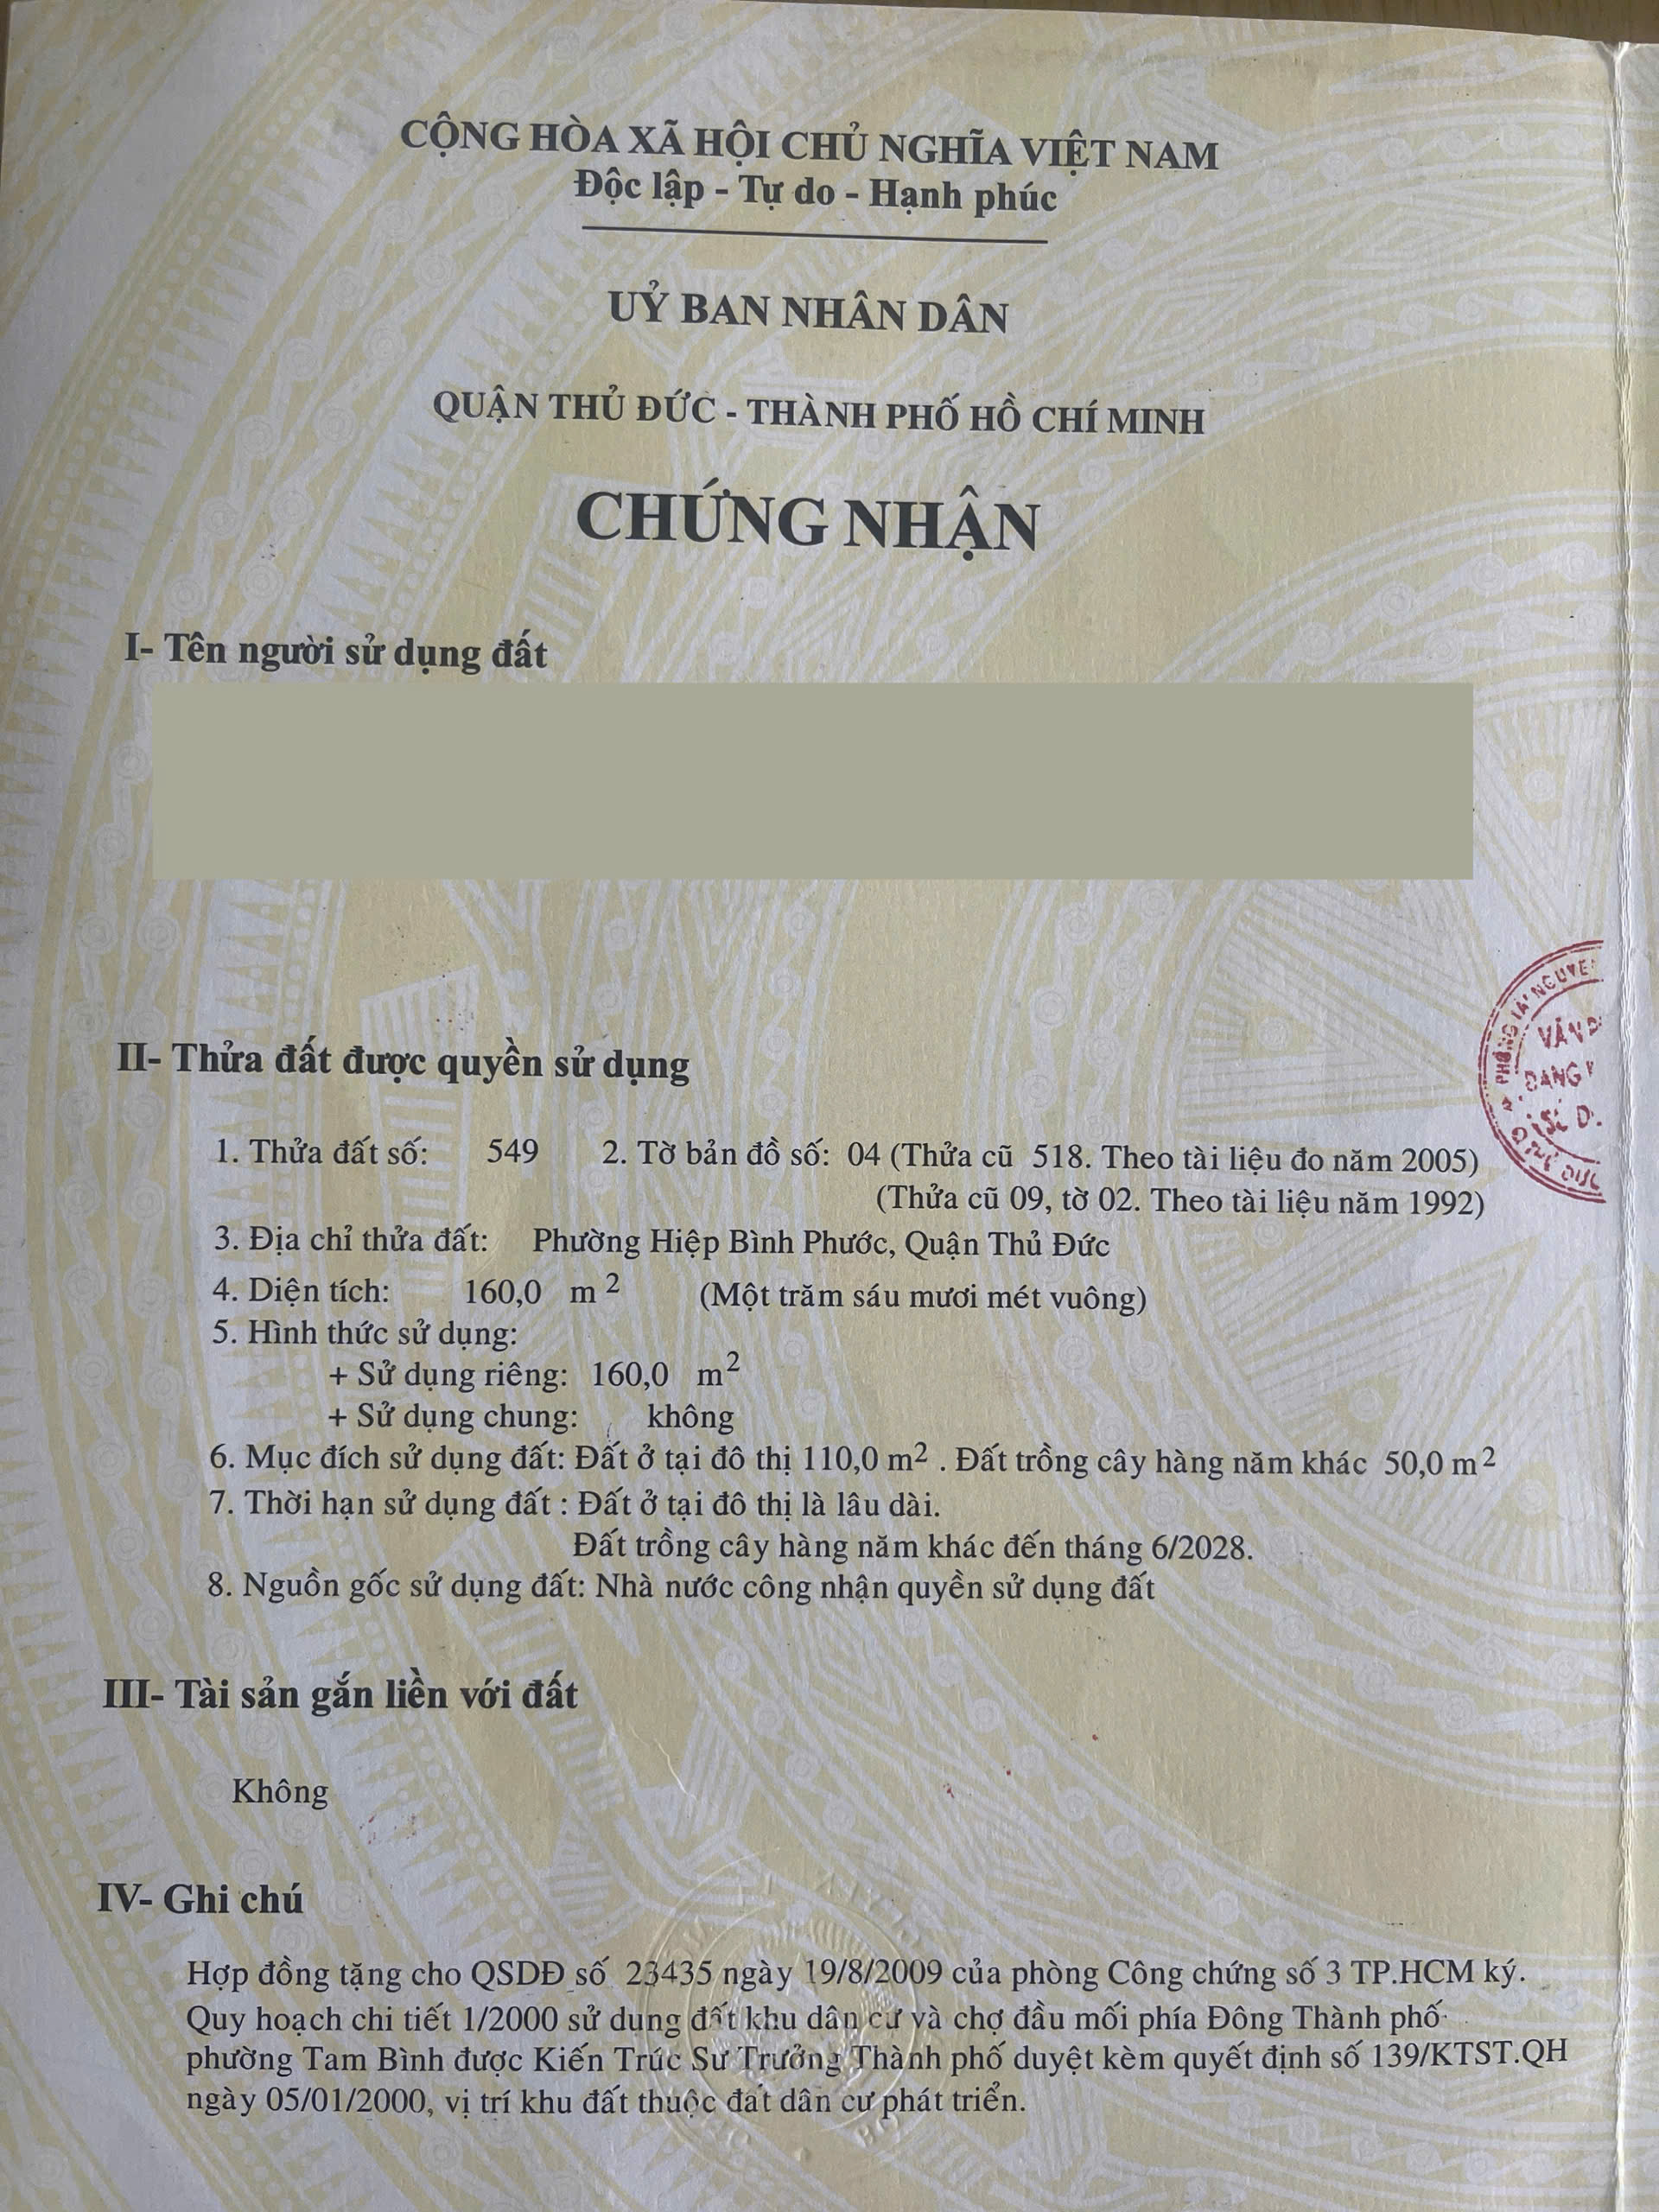 CỘNG HÒA XÃ HỘI CHỦ NGHĨA VIỆT NAM
Độc lập - Tự do - Hạnh phúc
UỶ BAN NHÂN DÂN
QUẬN THỦ ĐỨC - THÀNH PHỐ HỒ CHÍ MINH
CHỨNG NHẬN
I- Tên người sử dụng đất
II- Thửa đất được quyền sử dụng
1. Thửa đất số: 549 2. Tờ bản đồ số: 04 (Thửa cũ 518. Theo tài liệu đo năm 2005)
(Thửa cũ 09, tờ 02. Theo tài liệu năm 1992)
3. Địa chỉ thửa đất: Phường Hiệp Bình Phước, Quận Thủ Đức
4. Diện tích: 160,0 m² (Một trăm sáu mươi mét vuông)
5. Hình thức sử dụng:
+ Sử dụng riêng: 160,0 m²
+ Sử dụng chung: không
6. Mục đích sử dụng đất: Đất ở tại đô thị 110,0 m² . Đất trồng cây hàng năm khác 50,0 m²
7. Thời hạn sử dụng đất : Đất ở tại đô thị là lâu dài.
Đất trồng cây hàng năm khác đến tháng 6/2028.
8. Nguồn gốc sử dụng đất: Nhà nước công nhận quyền sử dụng đất
III- Tài sản gắn liền với đất
Không
IV- Ghi chú
Hợp đồng tặng cho QSDĐ số 23435 ngày 19/8/2009 của phòng Công chứng số 3 TP.HCM ký.
Quy hoạch chi tiết 1/2000 sử dung đất khu dân cư và chợ đầu mối phía Đông Thành phố
phường Tam Bình được Kiến Trúc Sư Trưởng Thành phố duyệt kèm quyết định số 139/KTST.QH
ngày 05/01/2000, vị trí khu đất thuộc đất dân cư phát triển.